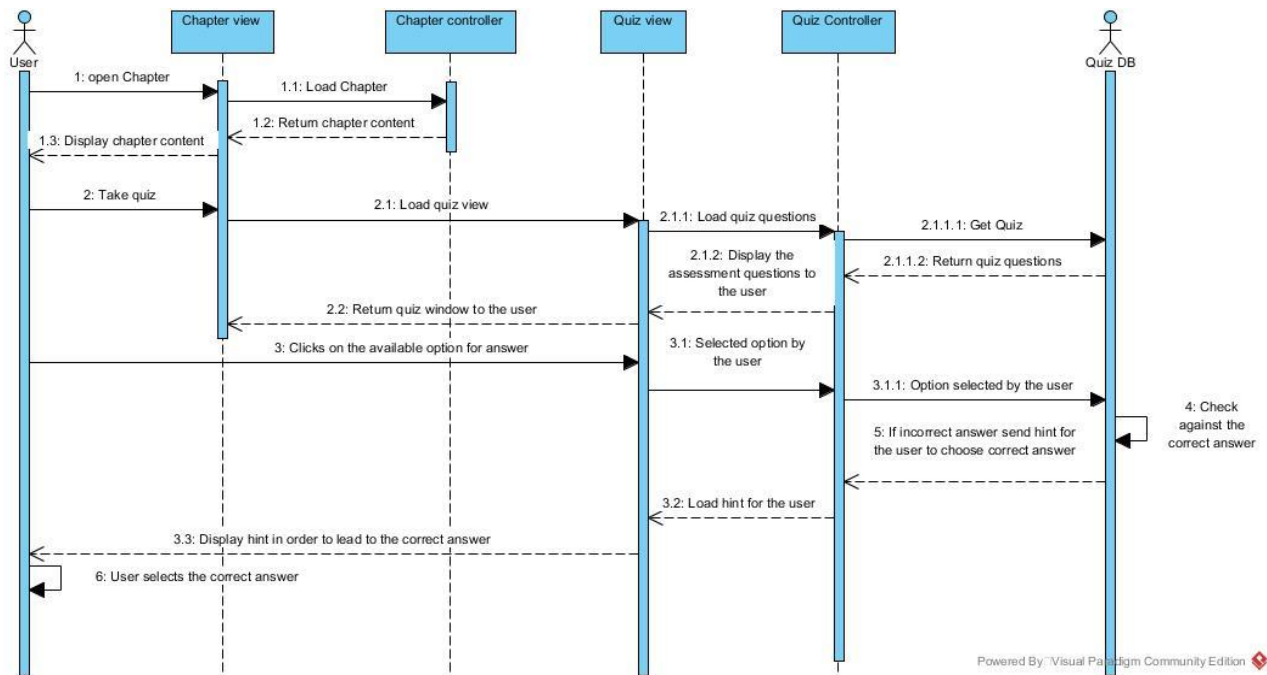 Chapter view
Chapter controller
Quiz view
Quiz Controller
User
Quiz DB
1: open Chapter
1.1: Load Chapter
1.2: Return chapter content
1.3: Display chapter content
2: Take quiz
2.1: Load quiz view
2.1.1: Load quiz questions
2.1.1.1: Get Quiz
2.1.2: Display the
assessment questions to
the user
2.1.1.2: Return quiz questions
2.2: Return quiz window to the user
3: Clicks on the available option for answer
3.1: Selected option by
the user
3.1.1: Option selected by the user
4: Check
against the
correct answer
5: If incorrect answer send hint for
the user to choose correct answer
3.2: Load hint for the user
3.3: Display hint in order to lead to the correct answer
6: User selects the correct answer
Powered By Visual Paradigm Community Edition